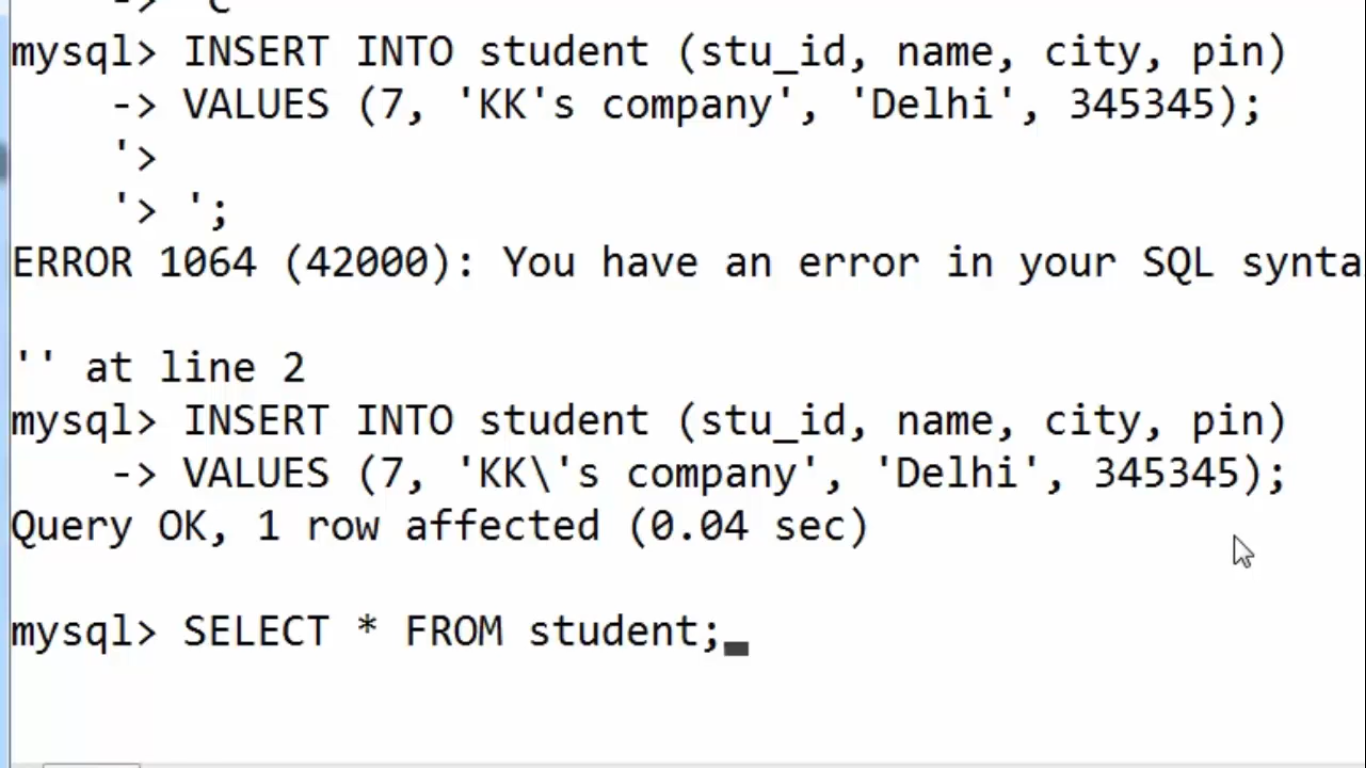 -> 'c
mysql> INSERT INTO student (stu_id, name, city, pin)
-> VALUES (7, 'KK's company', 'Delhi', 345345);
'>
'> ';
ERROR 1064 (42000): You have an error in your SQL synta
'' at line 2
mysql> INSERT INTO student (stu_id, name, city, pin)
-> VALUES (7, 'KK\'s company', 'Delhi', 345345);
Query OK, 1 row affected (0.04 sec)
mysql> SELECT * FROM student;